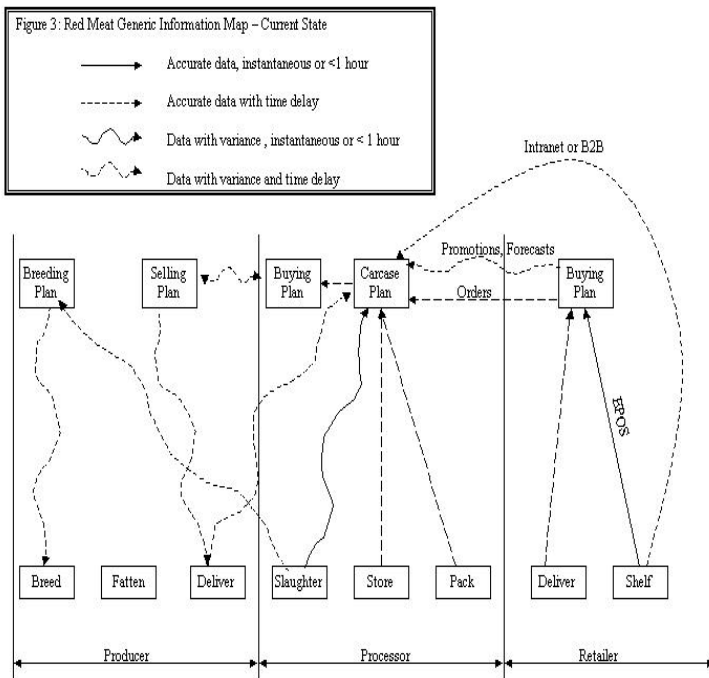 Figure 3: Red Meat Generic Information Map – Current State
Accurate data, instantaneous or <1 hour
Accurate data with time delay
Data with variance , instantaneous or < 1 hour
Data with variance and time delay
Intranet or B2B
Promotions, Forecasts
Breeding
Plan
Selling
Plan
Buying
Plan
Carcase
Plan
Buying
Plan
Orders
EPOS
Breed
Fatten
Deliver
Slaughter
Store
Pack
Deliver
Shelf
Producer
Processor
Retailer